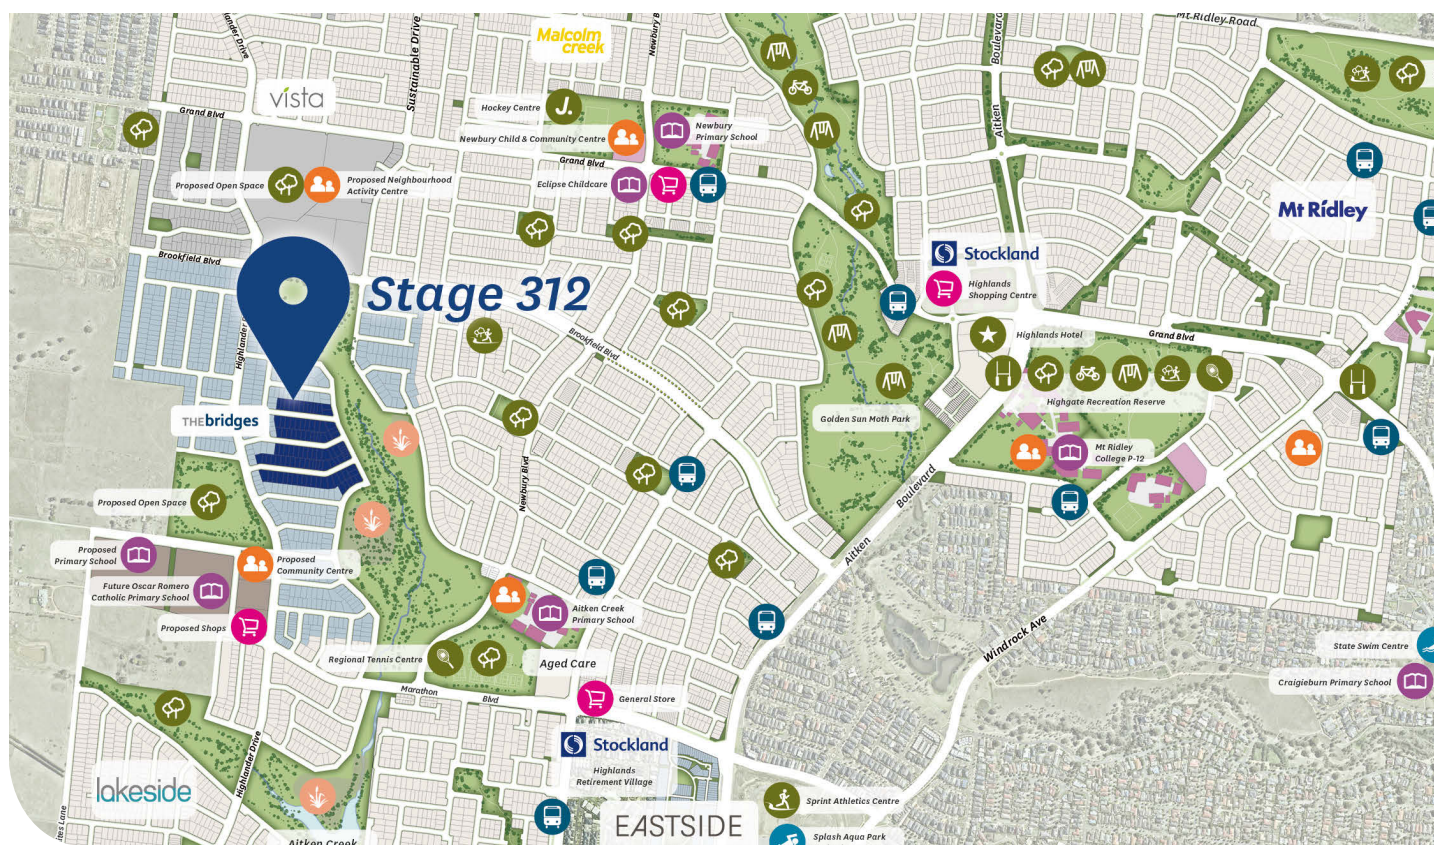 Mt Ridley Road
Malcolm
creek
Sustainable Drive
Boulevard
Aitken
vista
Grand Blvd
Hockey Centre
Newbury Child & Community Centre
Newbury
Primary School
Grand Blvd
Proposed Open Space
Proposed Neighbourhood
Activity Centre
Eclipse Childcare
Mt Ridley
Brookfield Blvd
Stockland
Highlands
Shopping Centre
Stage 312
Highlander
Brookfield Blvd
Highlands Hotel
Grand Blvd
Highgate Recreation Reserve
THEbridges
Golden Sun Moth Park
Mt Ridley
College P-12
Newbury Blvd
Boulevard
Aitken
Proposed Open Space
Proposed
Primary School
Proposed
Community Centre
Future Oscar Romero
Catholic Primary School
Proposed Shops
Aitken Creek
Primary School
Windrock Ave
Regional Tennis Centre
Aged Care
State Swim Centre
Craigieburn Primary School
Marathon
Blvd
General Store
Stockland
Highlands
Retirement Village
Highlander Drive
lakeside
Sprint Athletics Centre
EASTSIDE
Splash Aqua Park
Aitken Creek